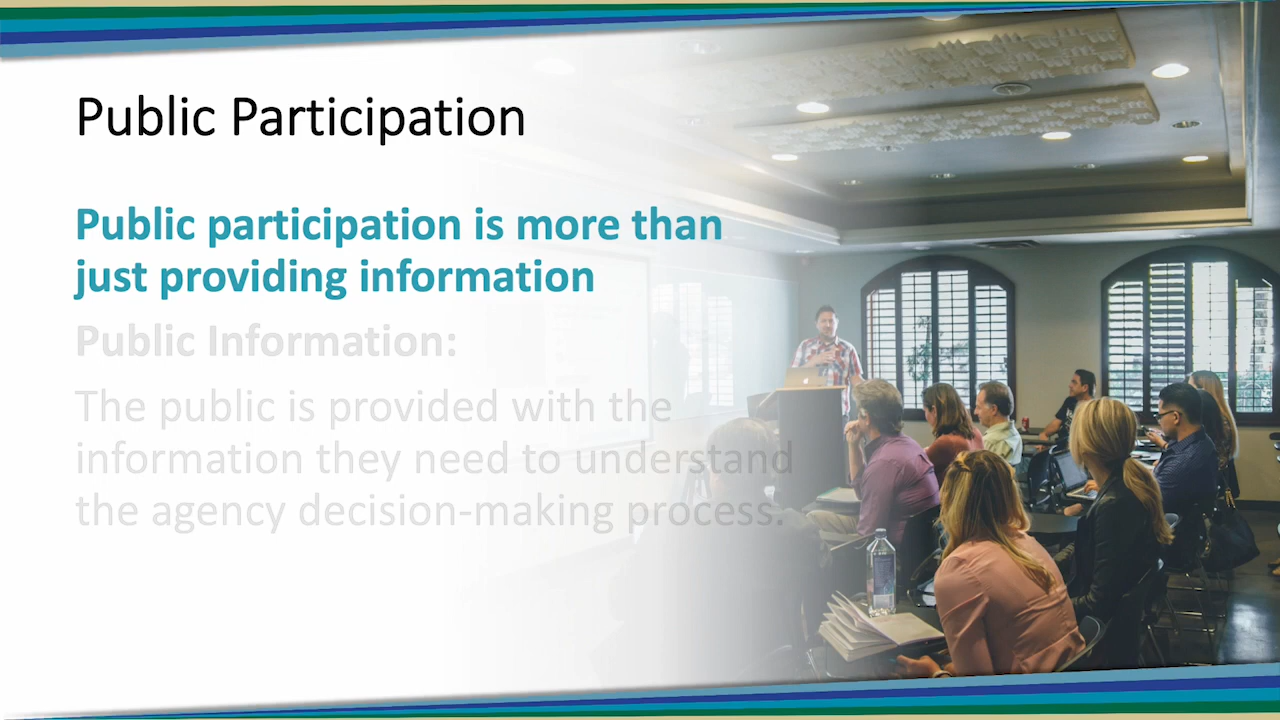 Public Participation
Public participation is more than
just providing information
Public Information:
The public is provided with the
information they need to understand
the agency decision-making process.